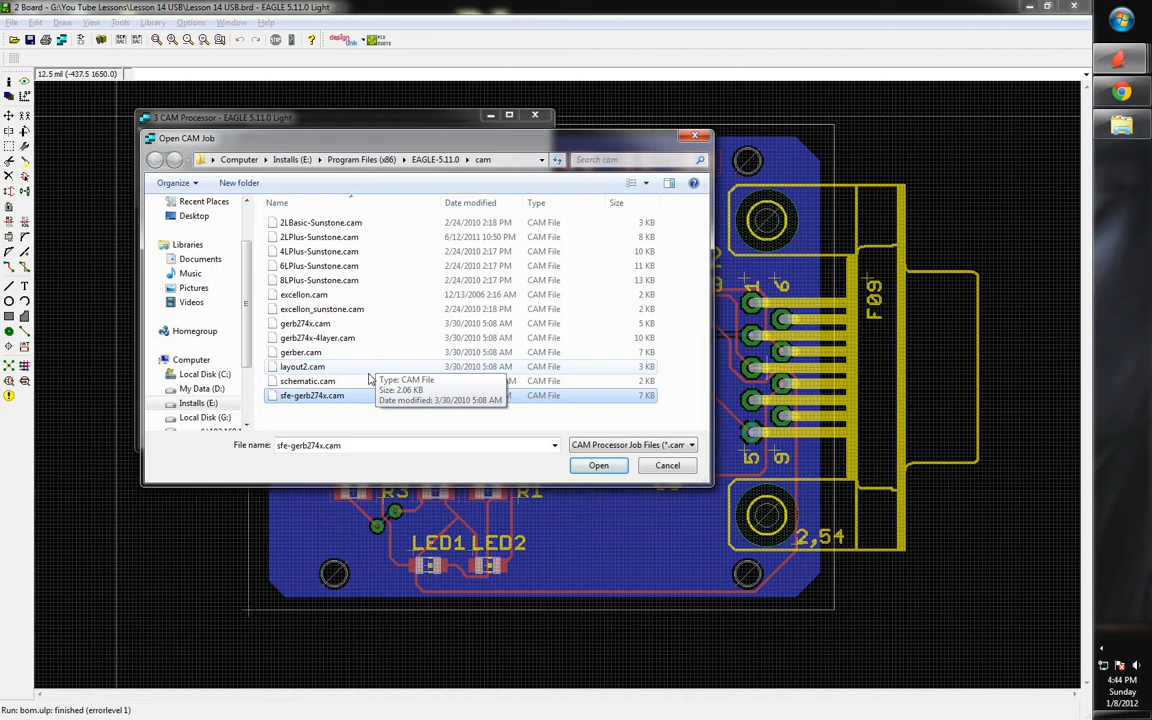 2 Board - G:\You Tube Lessons\Lesson 14 USB\USB.brd - EAGLE 5.11.0 Light
File Edit View Draw Tools Library Options Window Help
12.5 mil (-437.5 1650.0)
3 CAM Processor - EAGLE 5.11.0 Light
Open CAM Job
Computer Installs (E:) Program Files (x86) EAGLE-5.11.0 cam
Search cam
Organize New folder
Name Date modified Type Size
Recent Places
Desktop
Libraries
Documents
Music
Pictures
Videos
Homegroup
Computer
Local Disk (C:)
My Data (D:)
Installs (E:)
Local Disk (G:)
2LBasic-Sunstone.cam 2/24/2010 2:18 PM CAM File 3 KB
2LPlus-Sunstone.cam 6/12/2011 10:50 PM CAM File 8 KB
4LPlus-Sunstone.cam 2/24/2010 2:17 PM CAM File 10 KB
6LPlus-Sunstone.cam 2/24/2010 2:17 PM CAM File 11 KB
8LPlus-Sunstone.cam 2/24/2010 2:17 PM CAM File 13 KB
excellon.cam 12/13/2006 2:16 AM CAM File 2 KB
excellon_sunstone.cam 2/24/2010 2:18 PM CAM File 2 KB
gerb274x.cam 3/30/2010 5:08 AM CAM File 5 KB
gerb274x-4layer.cam 3/30/2010 5:08 AM CAM File 10 KB
gerber.cam 3/30/2010 5:08 AM CAM File 7 KB
layout2.cam 3/30/2010 5:08 AM CAM File 3 KB
schematic.cam AM CAM File 2 KB
sfe-gerb274x.cam CAM File 7 KB
Type: CAM File
Size: 2.06 KB
Date modified: 3/30/2010 5:08 AM
File name: sfe-gerb274x.cam
CAM Processor Job Files (*.cam
Open Cancel
1 6
F09
5 9
2,54
R3 R1
LED1 LED2
4:44 PM
Sunday
1/8/2012
Run: bom.ulp: finished (errorlevel 1)